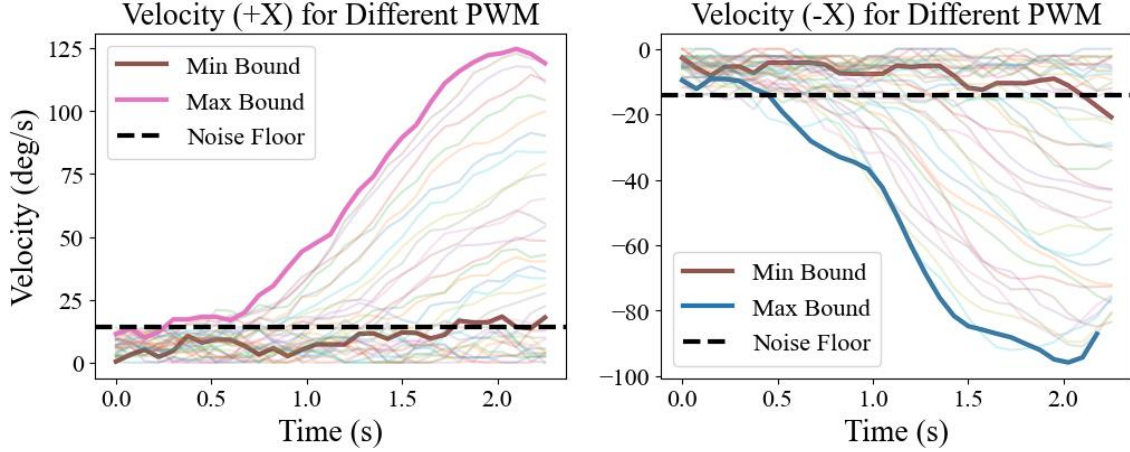 Velocity (+X) for Different PWM
Velocity (deg/s)
125
100
75
50
25
0
Min Bound
Max Bound
Noise Floor
0.0 0.5 1.0 1.5 2.0
Time (s)
Velocity (-X) for Different PWM
0
−20
−40
−60
−80
−100
Min Bound
Max Bound
Noise Floor
0.0 0.5 1.0 1.5 2.0
Time (s)